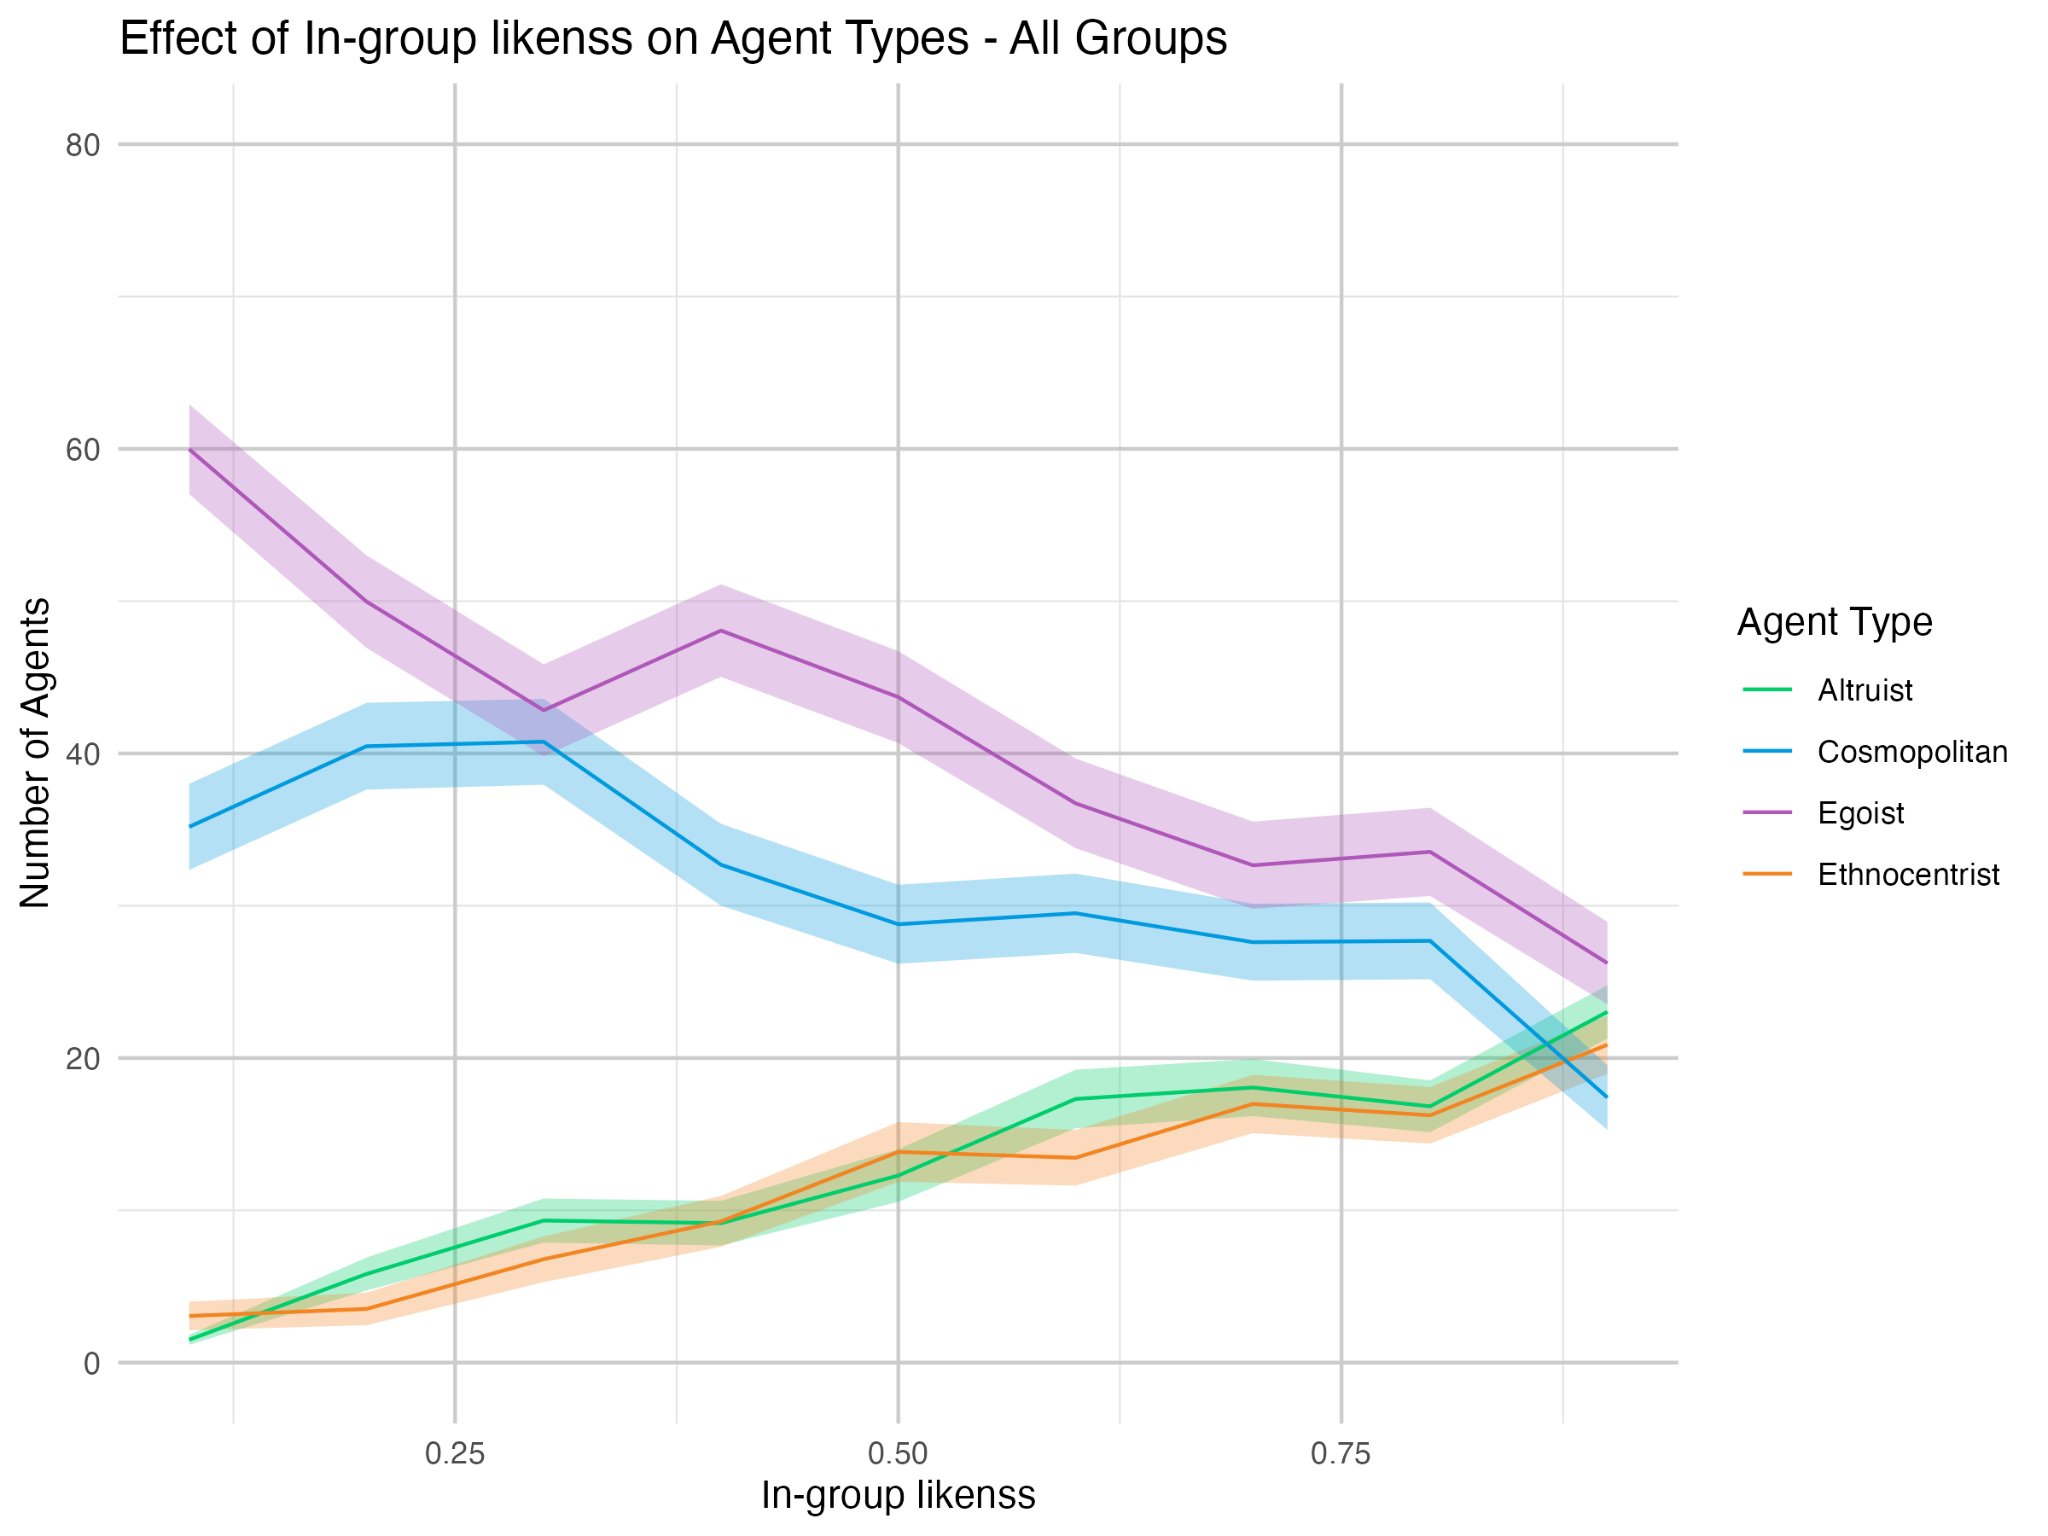 Effect of In-group likenss on Agent Types - All Groups
80
60
40
20
0
Number of Agents
0.25
0.50
0.75
In-group likenss
Agent Type
Altruist
Cosmopolitan
Egoist
Ethnocentrist